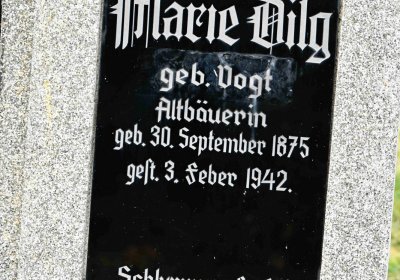 Marie Dilg
geb. Vogt
Altbäuerin
geb. 30. September 1875
gest. 3. Feber 1942.